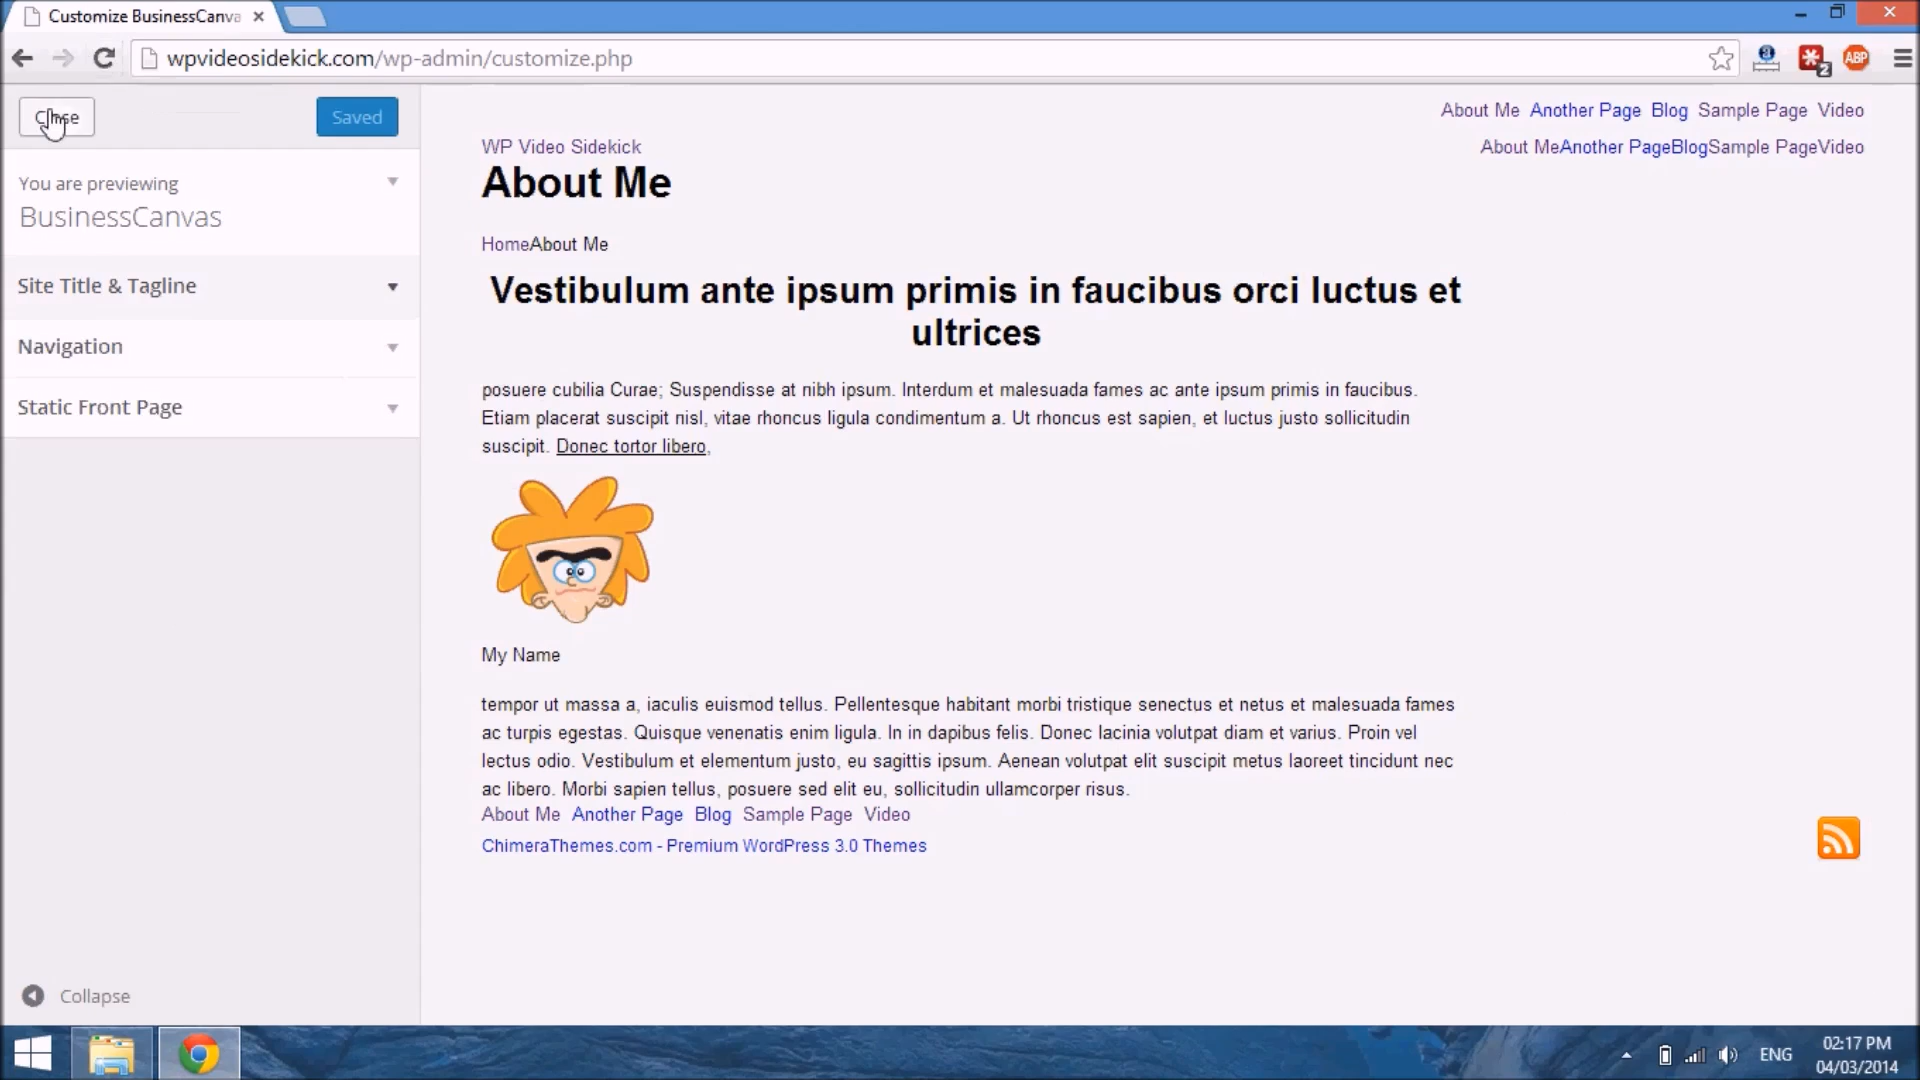 Customize BusinessCanva
wpvideosidekick.com/wp-admin/customize.php
2
ABP
Close
Saved
You are previewing
BusinessCanvas
Site Title & Tagline
Navigation
Static Front Page
Collapse
About Me Another Page Blog Sample Page Video
About MeAnother PageBlogSample PageVideo
WP Video Sidekick
About Me
HomeAbout Me
Vestibulum ante ipsum primis in faucibus orci luctus et
ultrices
posuere cubilia Curae; Suspendisse at nibh ipsum. Interdum et malesuada fames ac ante ipsum primis in faucibus.
Etiam placerat suscipit nisl, vitae rhoncus ligula condimentum a. Ut rhoncus est sapien, et luctus justo sollicitudin
suscipit. Donec tortor libero,
My Name
tempor ut massa a, iaculis euismod tellus. Pellentesque habitant morbi tristique senectus et netus et malesuada fames
ac turpis egestas. Quisque venenatis enim ligula. In in dapibus felis. Donec lacinia volutpat diam et varius. Proin vel
lectus odio. Vestibulum et elementum justo, eu sagittis ipsum. Aenean volutpat elit suscipit metus laoreet tincidunt nec
ac libero. Morbi sapien tellus, posuere sed elit eu, sollicitudin ullamcorper risus.
About Me Another Page Blog Sample Page Video
ChimeraThemes.com - Premium WordPress 3.0 Themes
ENG
02:17 PM
04/03/2014